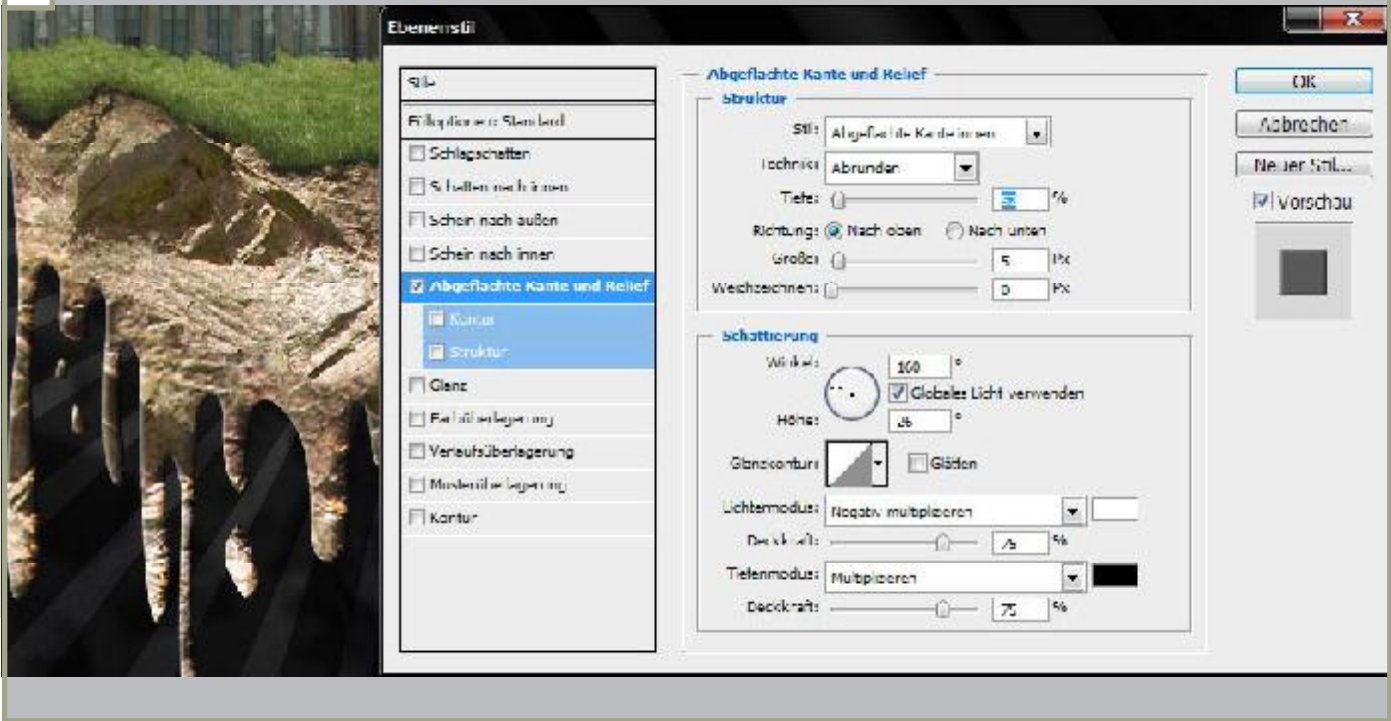 Ebenenstil
Stile
Fülloptionen: Standard
Schlagschatten
Schatten nach innen
Schein nach außen
Schein nach innen
Abgeflachte Kante und Relief
Kontur
Struktur
Glanz
Farbüberlagerung
Verlaufsüberlagerung
Musterüberlagerung
Kontur
Abgeflachte Kante und Relief
Struktur
Stil: Abgeflachte Kante innen
Technik: Abrunden
Tiefe: %
Richtung: Nach oben Nach unten
Größe: 5 Px
Weichzeichnen: 0 Px
Schattierung
Winkel: °
Globales Licht verwenden
Höhe: 26 °
Glanzkontur: Glätten
Lichtermodus: Negativ multiplizieren
Deckkraft: 75 %
Tiefenmodus: Multiplizieren
Deckkraft: 75 %
OK
Abbrechen
Neuer Stil...
Vorschau